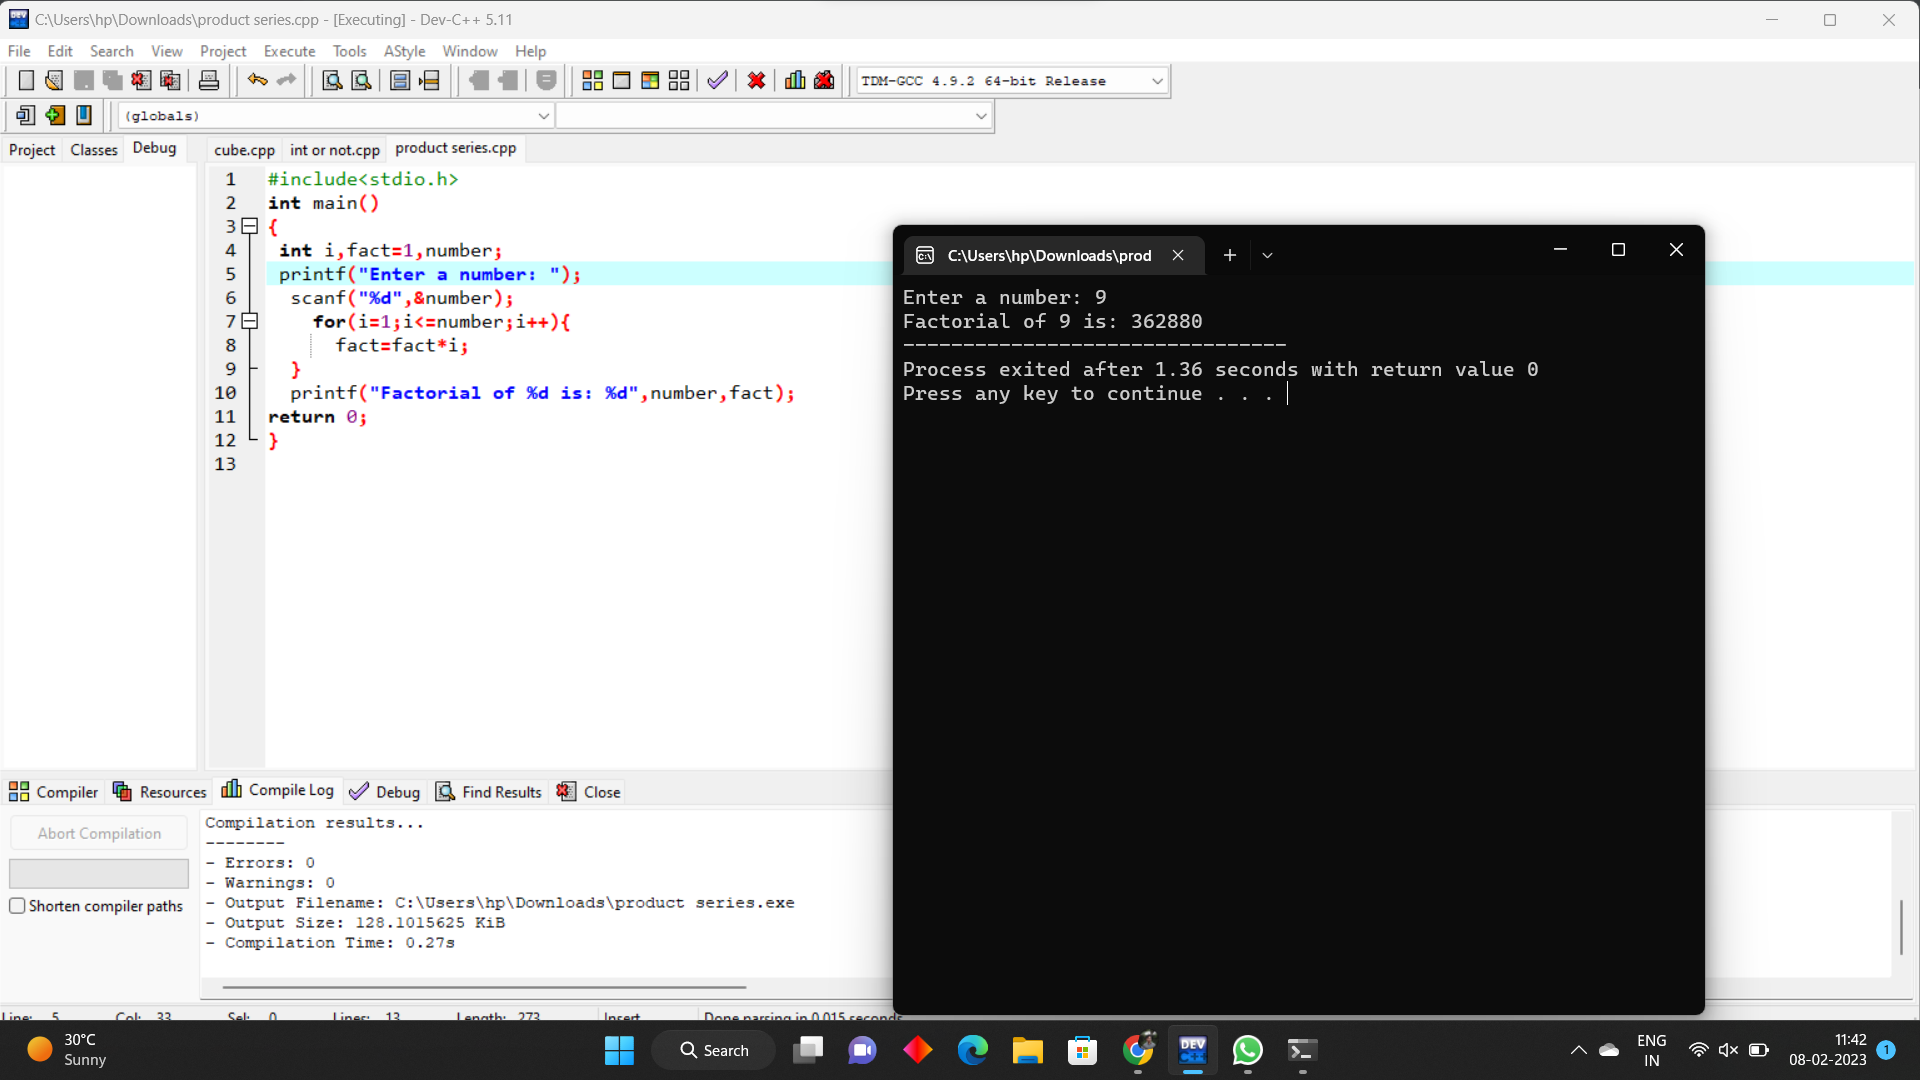 C:\Users\hp\Downloads\product series.cpp - [Executing] - Dev-C++ 5.11
File Edit Search View Project Execute Tools AStyle Window Help
TDM-GCC 4.9.2 64-bit Release
(globals)
Project Classes Debug
cube.cpp int or not.cpp product series.cpp
1 #include<stdio.h>
2 int main()
3 {
4 int i,fact=1,number;
5 printf("Enter a number: ");
6 scanf("%d",&number);
7 for(i=1;i<=number;i++){
8 fact=fact*i;
9 }
10 printf("Factorial of %d is: %d",number,fact);
11 return 0;
12 }
13
C:\Users\hp\Downloads\prod
Enter a number: 9
Factorial of 9 is: 362880
--------------------------------
Process exited after 1.36 seconds with return value 0
Press any key to continue . . .
Compiler Resources Compile Log Debug Find Results Close
Abort Compilation
Shorten compiler paths
Compilation results...
--------
- Errors: 0
- Warnings: 0
- Output Filename: C:\Users\hp\Downloads\product series.exe
- Output Size: 128.1015625 KiB
- Compilation Time: 0.27s
Line: 5 Col: 33 Sel: 0 Lines: 13 Length: 273 Insert Done parsing in 0.015 seconds
30°C
Sunny
Search
DEV
C++
ENG
IN
11:42
08-02-2023
1